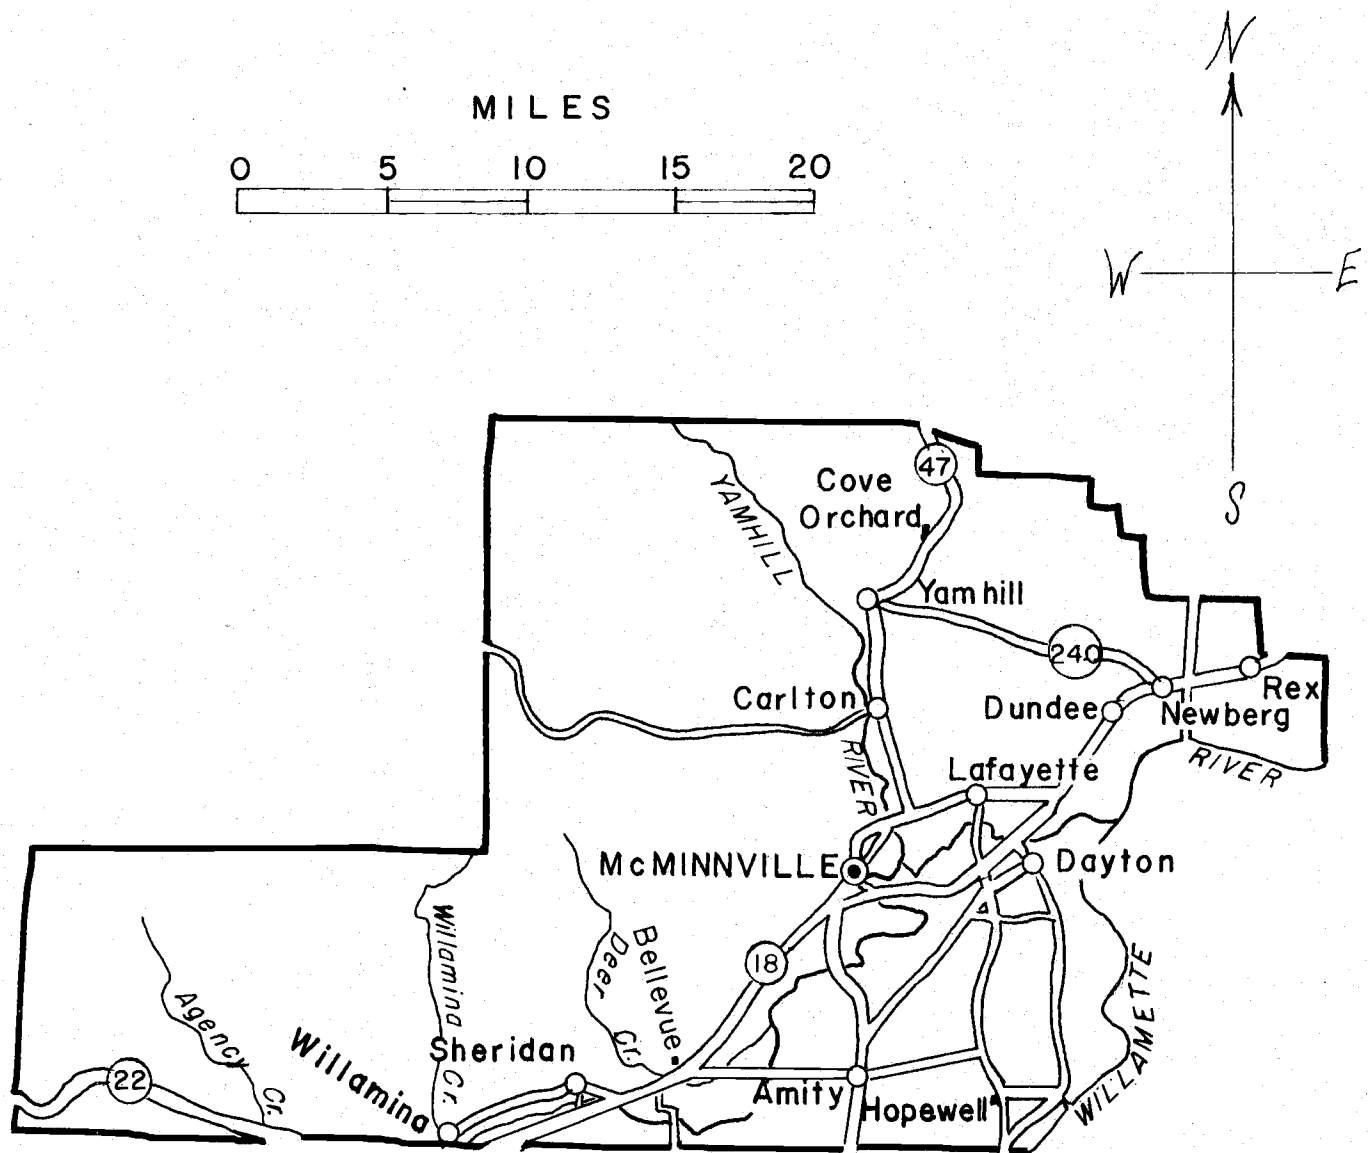 N
MILES
0 5 10 15 20
W E
S
47
Cove
Orchard
YAMHILL
Yamhill
240
Rex
Carlton
Dundee
Newberg
RIVER
RIVER
Lafayette
McMINNVILLE
Dayton
Willamina Cr.
Deer Cr.
Bellevue
18
WILLAMETTE
Agency Cr.
Willamina
Sheridan
22
Amity
Hopewell